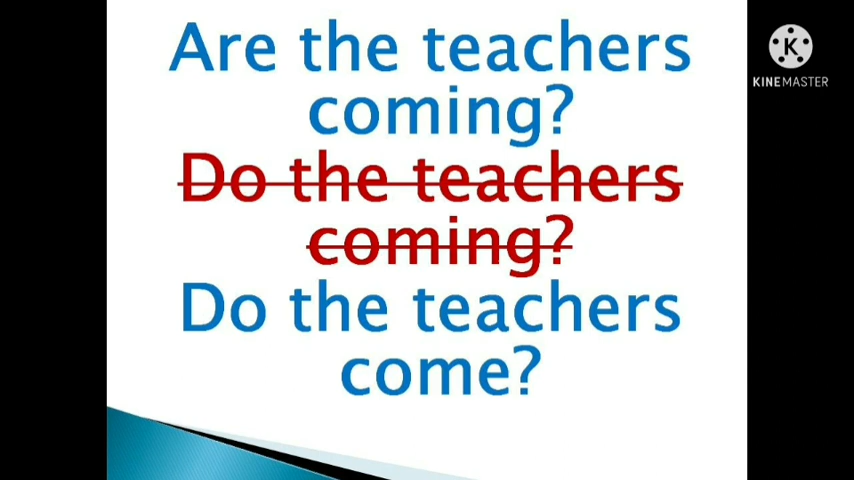 Are the teachers
coming?
Do the teachers
coming?
Do the teachers
come?
K
KINEMASTER